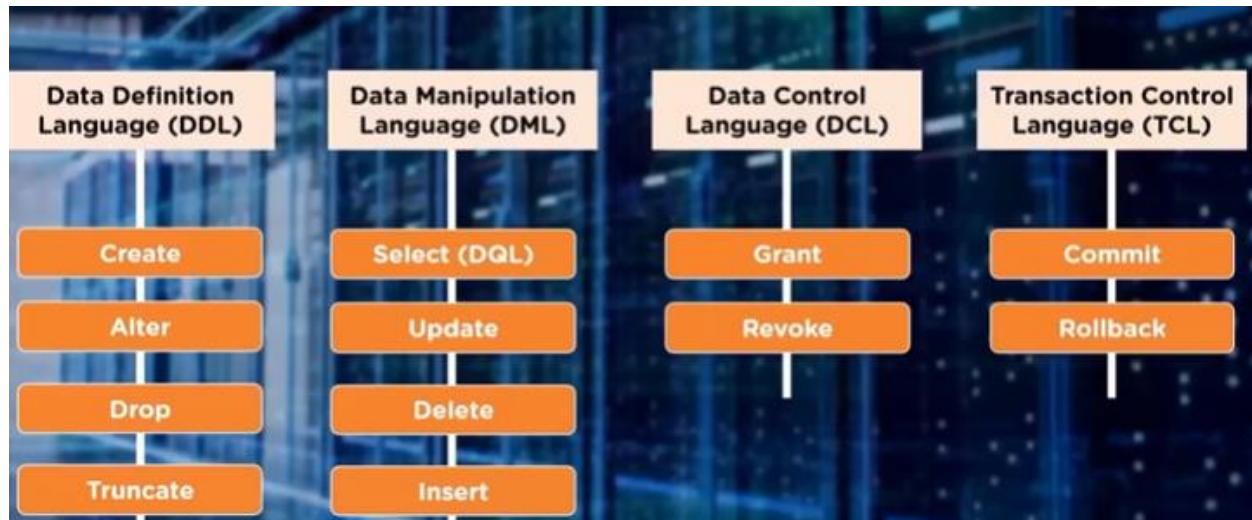 Data Definition
Language (DDL)
Create
Alter
Drop
Truncate
Data Manipulation
Language (DML)
Select (DQL)
Update
Delete
Insert
Data Control
Language (DCL)
Grant
Revoke
Transaction Control
Language (TCL)
Commit
Rollback